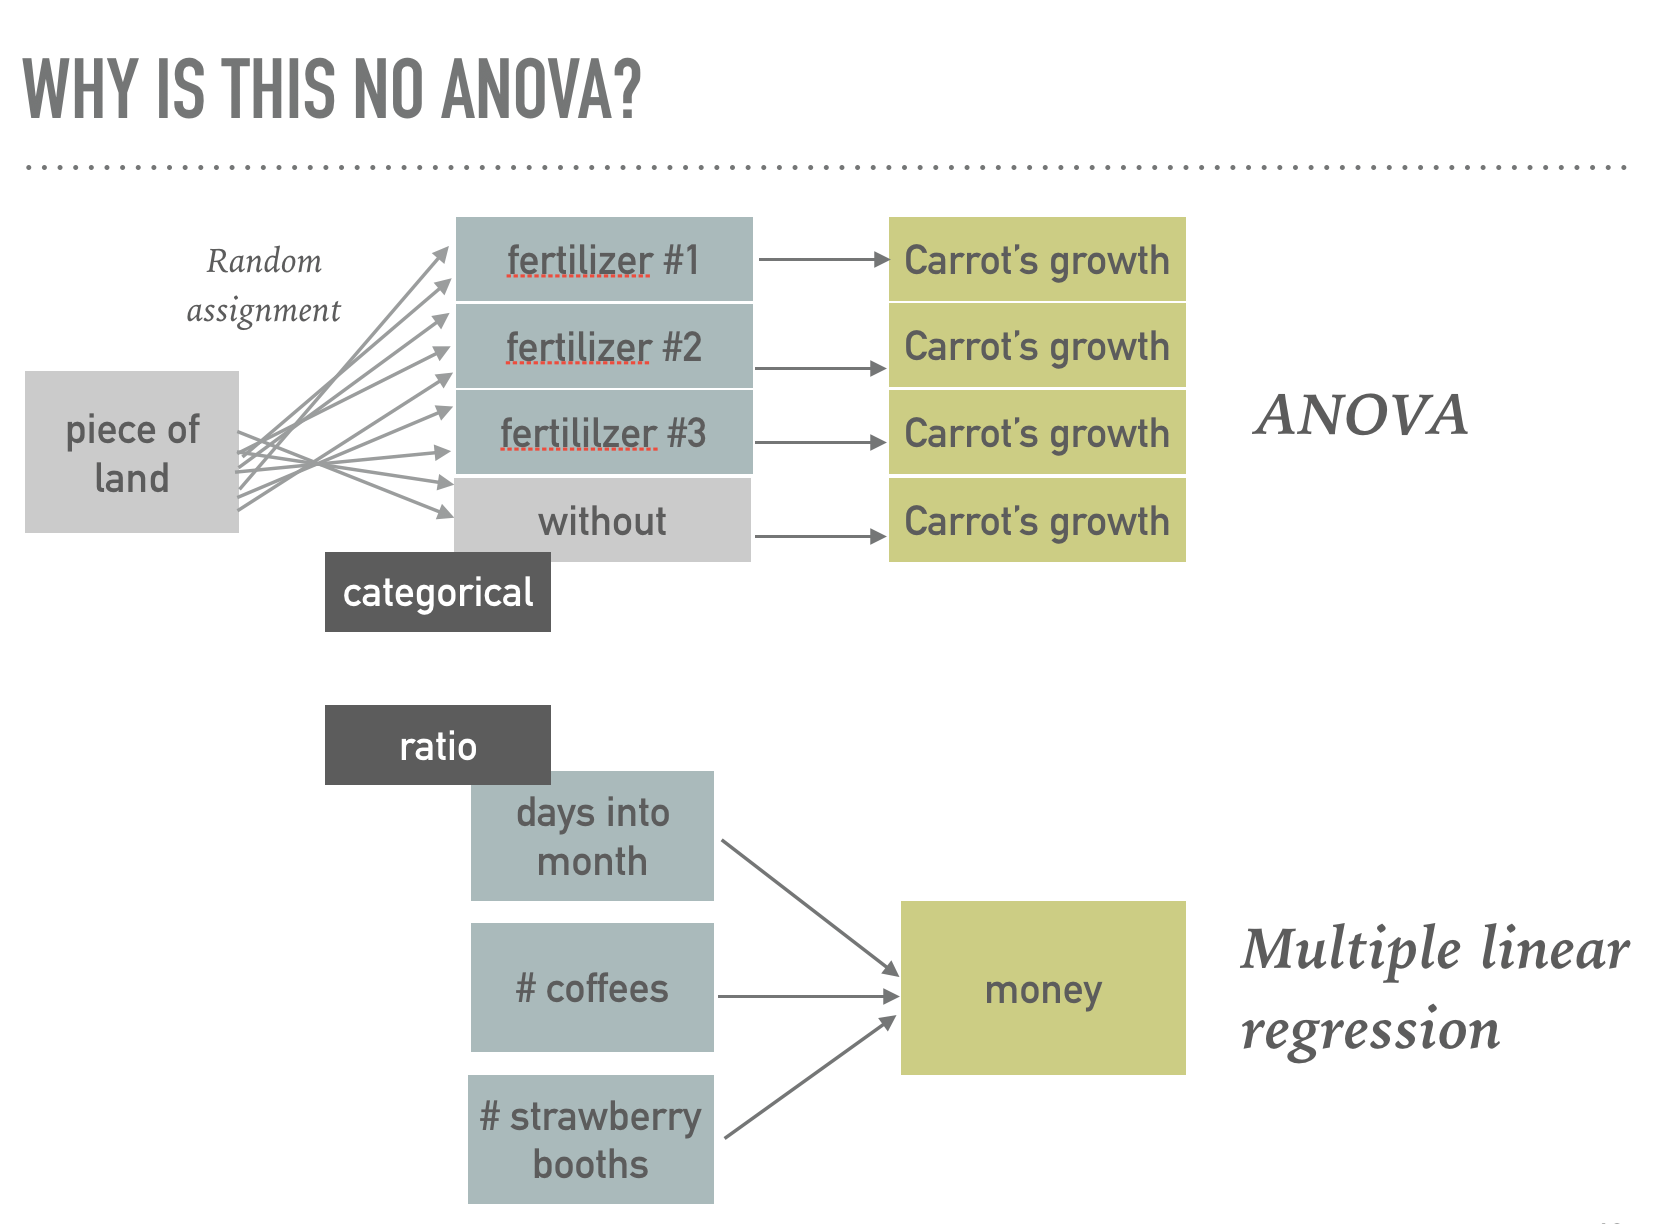 WHY IS THIS NO ANOVA?
Random
assignment
piece of
land
fertilizer #1
fertilizer #2
fertililzer #3
without
categorical
Carrot’s growth
Carrot’s growth
Carrot’s growth
Carrot’s growth
ANOVA
ratio
days into
month
# coffees
# strawberry
booths
money
Multiple linear
regression